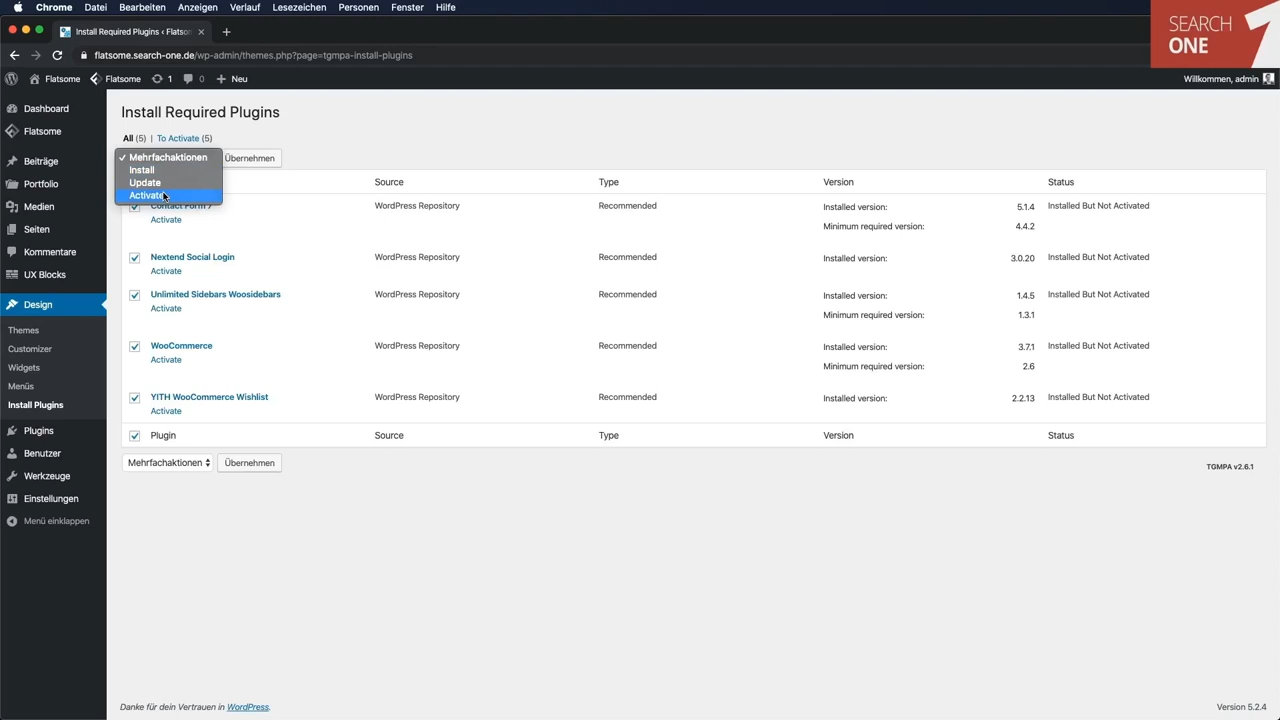 Chrome Datei Bearbeiten Anzeigen Verlauf Lesezeichen Personen Fenster Hilfe
SEARCH
ONE
Install Required Plugins ‹ Flatson
flatsome.search-one.de/wp-admin/themes.php?page=tgmpa-install-plugins
Flatsome Flatsome 1 0 Neu Willkommen, admin
Dashboard
Flatsome
Beiträge
Portfolio
Medien
Seiten
Kommentare
UX Blocks
Design
Themes
Customizer
Widgets
Menüs
Install Plugins
Plugins
Benutzer
Werkzeuge
Einstellungen
Menü einklappen
Install Required Plugins
All (5) | To Activate (5)
Mehrfachaktionen Übernehmen
Install
Update
Activate
Source Type Version Status
Contact Form 7 WordPress Repository Recommended Installed version: 5.1.4 Installed But Not Activated
Activate Minimum required version: 4.4.2
Nextend Social Login WordPress Repository Recommended Installed version: 3.0.20 Installed But Not Activated
Activate
Unlimited Sidebars Woosidebars WordPress Repository Recommended Installed version: 1.4.5 Installed But Not Activated
Activate Minimum required version: 1.3.1
WooCommerce WordPress Repository Recommended Installed version: 3.7.1 Installed But Not Activated
Activate Minimum required version: 2.6
YITH WooCommerce Wishlist WordPress Repository Recommended Installed version: 2.2.13 Installed But Not Activated
Activate
Plugin Source Type Version Status
Mehrfachaktionen Übernehmen
TGMPA v2.6.1
Danke für dein Vertrauen in WordPress. Version 5.2.4